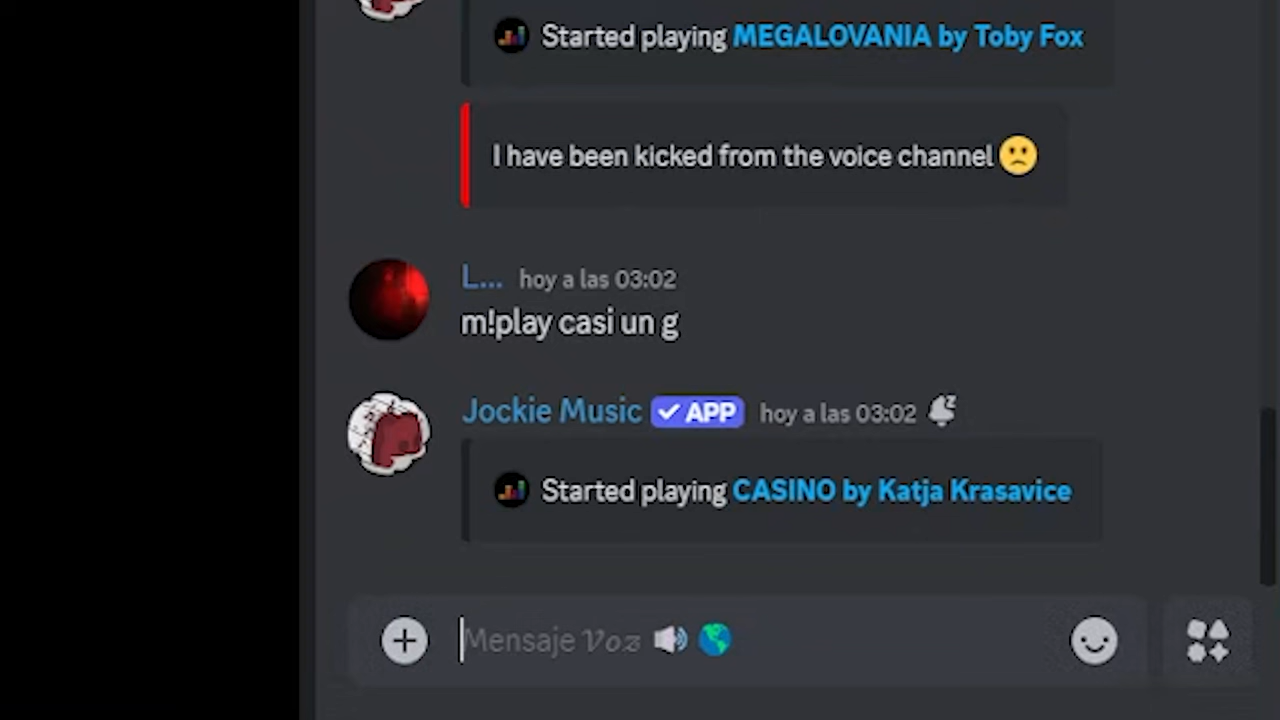 Started playing MEGALOVANIA by Toby Fox
I have been kicked from the voice channel 🙁
L... hoy a las 03:02
m!play casi un g
Jockie Music ✓ APP hoy a las 03:02
Started playing CASINO by Katja Krasavice
Mensaje 𝓥𝓸𝔃 🔊 🌎